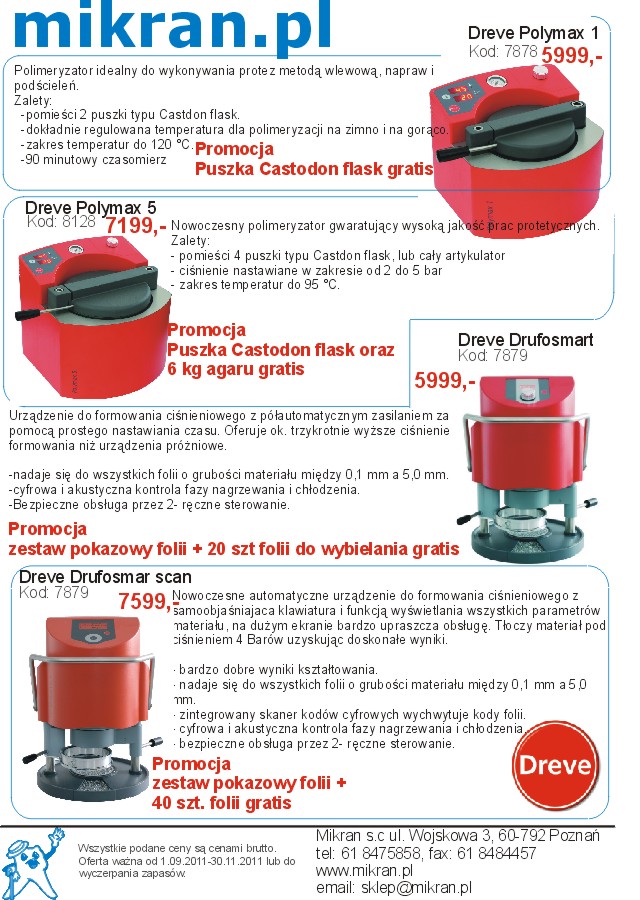 mikran.pl
Dreve Polymax 1
Kod: 7878 5999,-
Polimeryzator idealny do wykonywania protez metodą wlewową, napraw i
podścieleń.
Zalety:
-pomieści 2 puszki typu Castdon flask.
-dokładnie regulowana temperatura dla polimeryzacji na zimno i na gorąco.
-zakres temperatur do 120 °C.
-90 minutowy czasomierz
Promocja
Puszka Castodon flask gratis
Dreve Polymax 5
Kod: 8128 7199,-
Nowoczesny polimeryzator gwaratujący wysoką jakość prac protetycznych.
Zalety:
- pomieści 4 puszki typu Castdon flask, lub cały artykulator
- ciśnienie nastawiane w zakresie od 2 do 5 bar
- zakres temperatur do 95 °C.
Promocja
Puszka Castodon flask oraz
6 kg agaru gratis
Dreve Drufosmart
Kod: 7879
5999,-
Urządzenie do formowania ciśnieniowego z półautomatycznym zasilaniem za
pomocą prostego nastawiania czasu. Oferuje ok. trzykrotnie wyższe ciśnienie
formowania niż urządzenia próżniowe.
-nadaje się do wszystkich folii o grubości materiału między 0,1 mm a 5,0 mm.
-cyfrowa i akustyczna kontrola fazy nagrzewania i chłodzenia.
-Bezpieczne obsługa przez 2- ręczne sterowanie.
Promocja
zestaw pokazowy folii + 20 szt folii do wybielania gratis
Dreve Drufosmar scan
Kod: 7879
7599,-
Nowoczesne automatyczne urządzenie do formowania ciśnieniowego z
samoobjaśniajaca klawiatura i funkcją wyświetlania wszystkich parametrów
materiału, na dużym ekranie bardzo upraszcza obsługę. Tłoczy materiał pod
ciśnieniem 4 Barów uzyskując doskonałe wyniki.
- bardzo dobre wyniki kształtowania.
- nadaje się do wszystkich folii o grubości materiału między 0,1 mm a 5,0
mm.
- zintegrowany skaner kodów cyfrowych wychwytuje kody folii.
- cyfrowa i akustyczna kontrola fazy nagrzewania i chłodzenia.
- bezpieczne obsługa przez 2- ręczne sterowanie.
Promocja
zestaw pokazowy folii +
40 szt. folii gratis
Dreve
Wszystkie podane ceny są cenami brutto.
Oferta ważna od 1.09.2011-30.11.2011 lub do
wyczerpania zapasów.
Mikran s.c ul. Wojskowa 3, 60-792 Poznań
tel: 61 8475858, fax: 61 8484457
www.mikran.pl
email: sklep@mikran.pl